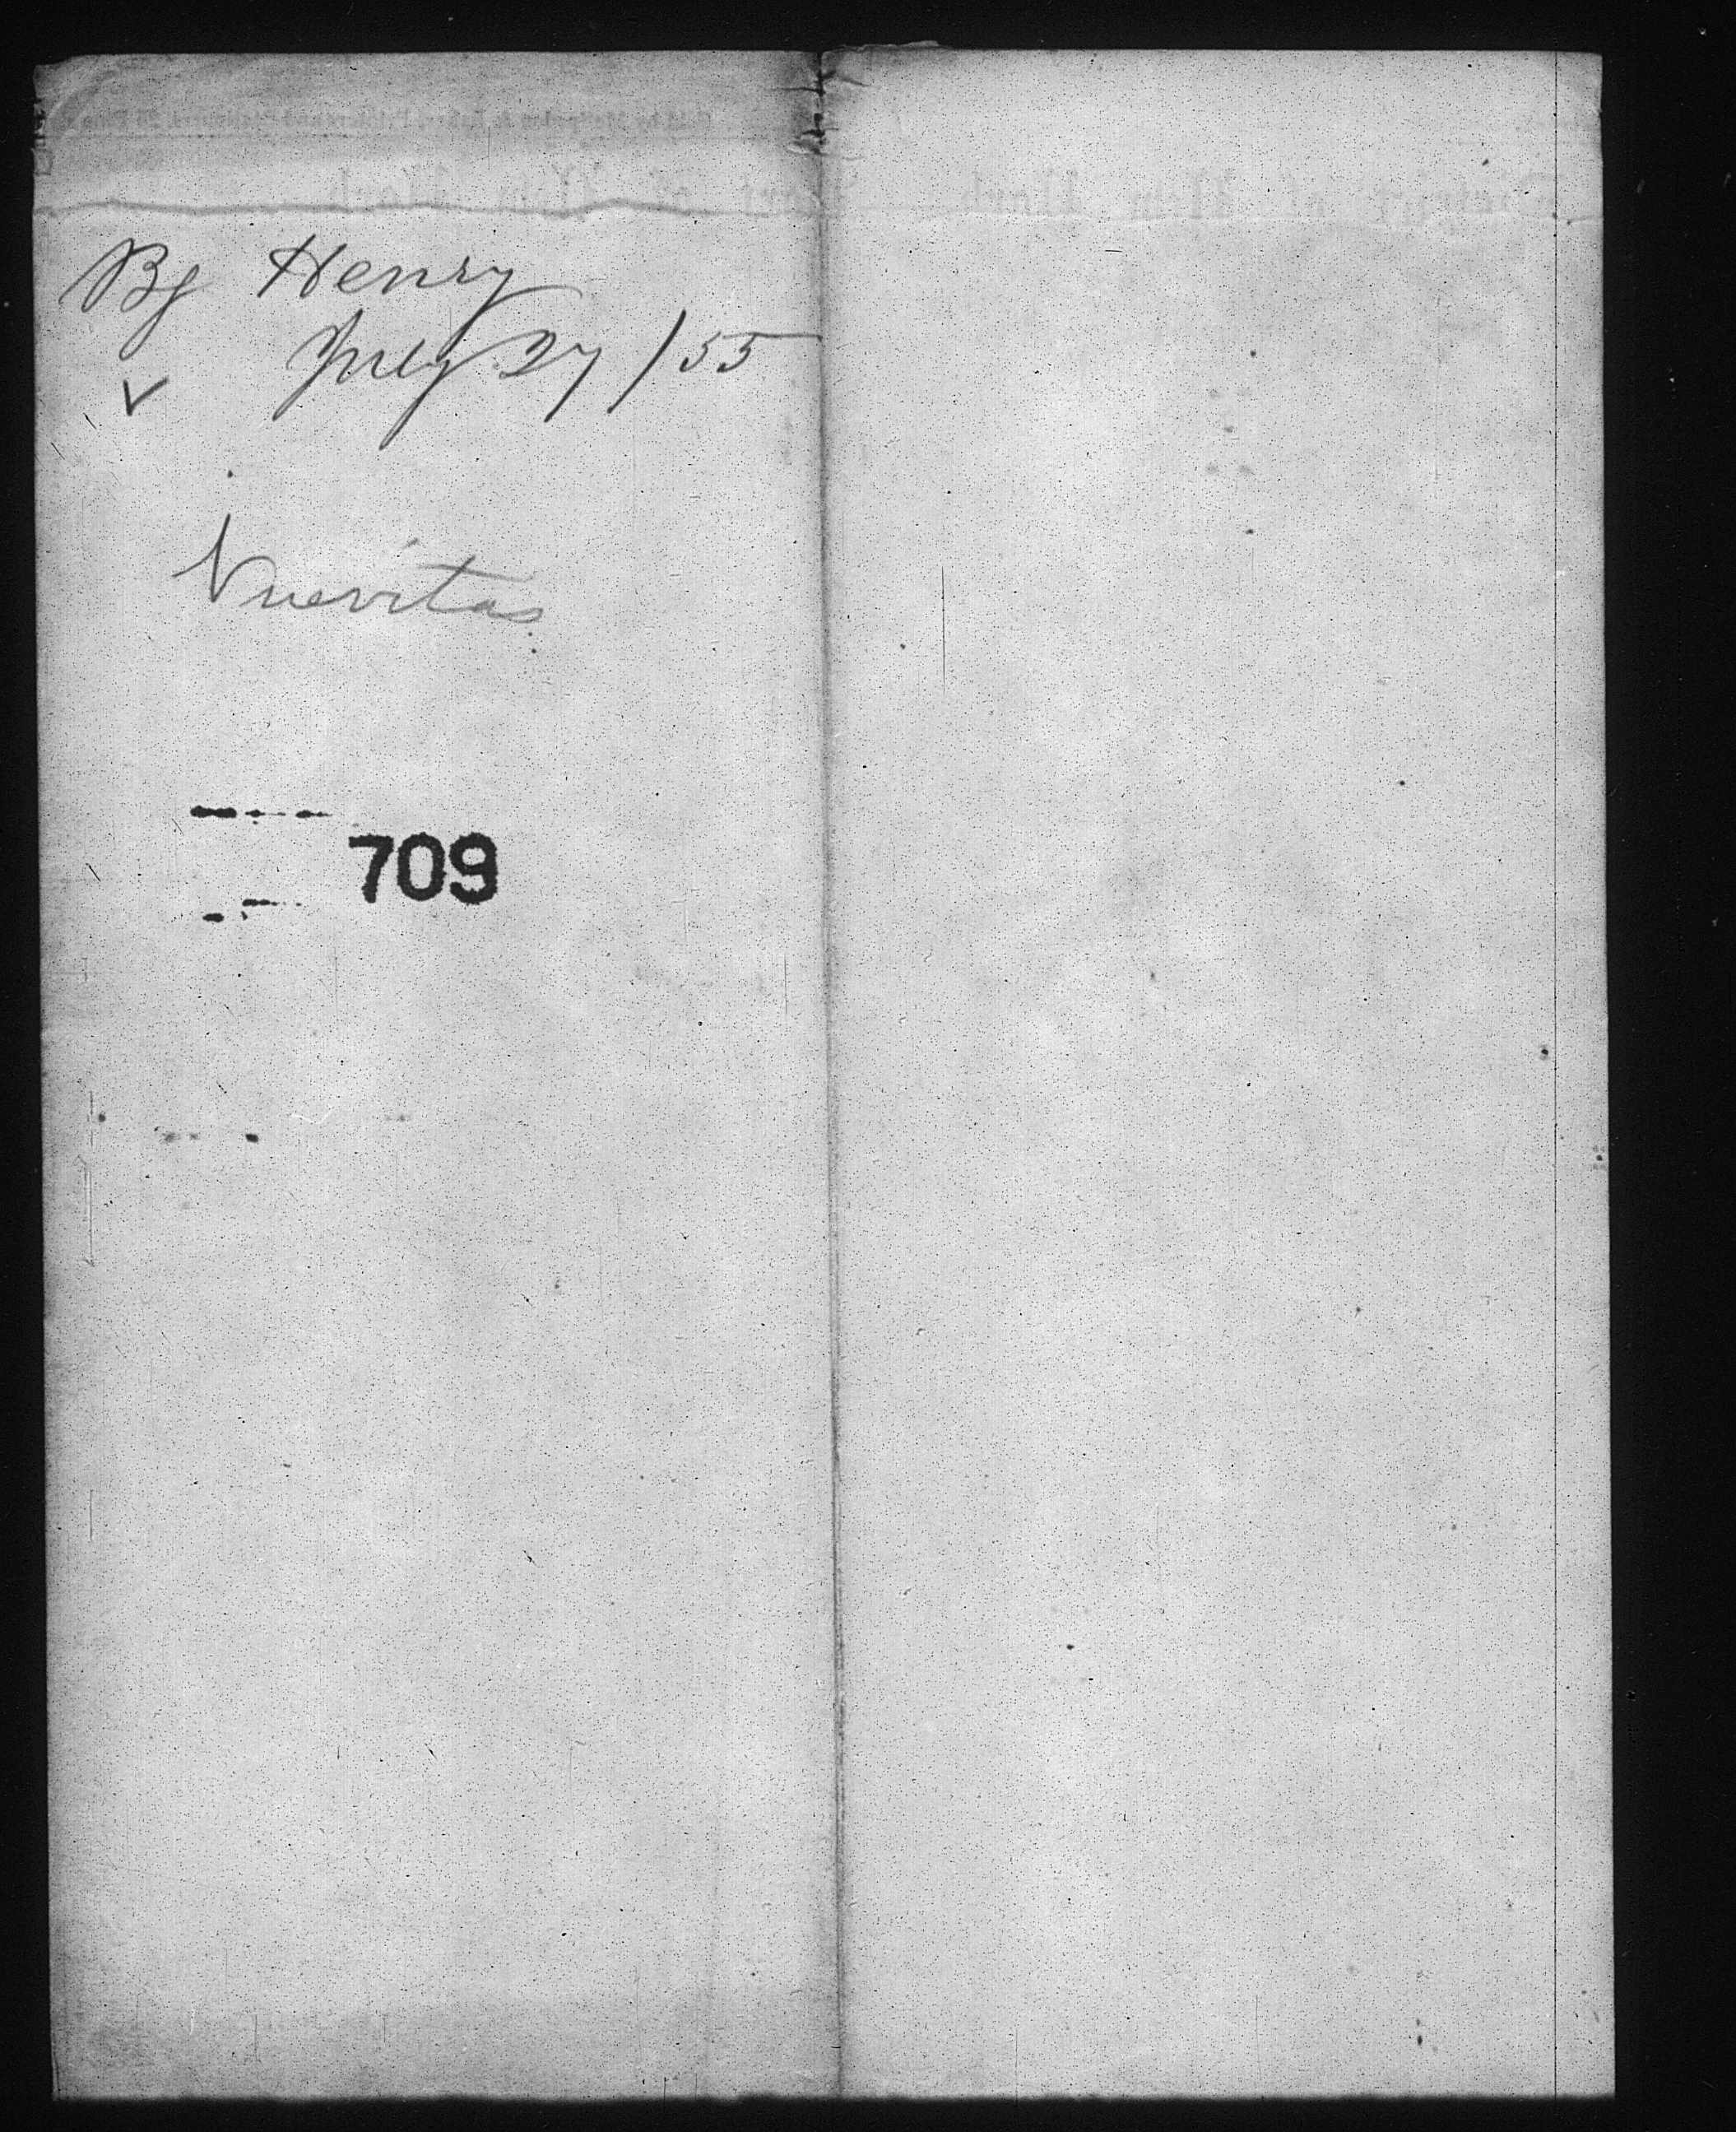 Bg Henry
July 27 / 55
Nuevitas
709